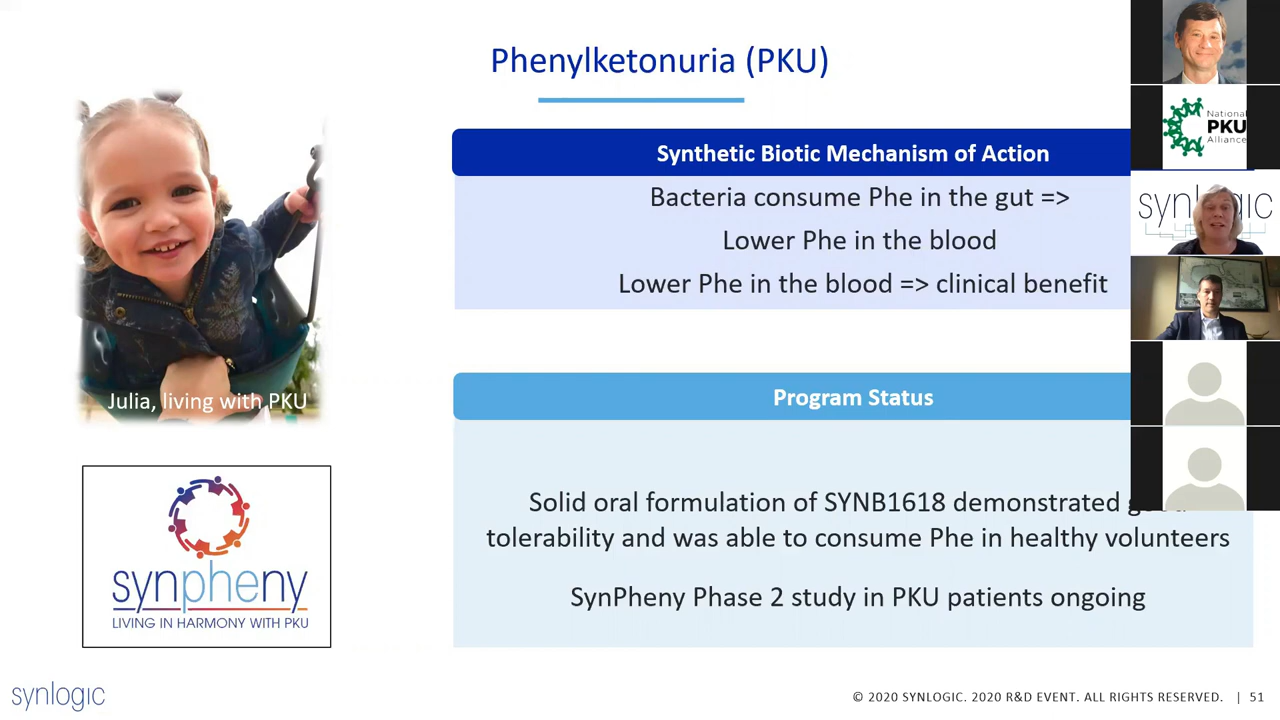 Phenylketonuria (PKU)
Synthetic Biotic Mechanism of Action
Bacteria consume Phe in the gut =>
Lower Phe in the blood
Lower Phe in the blood => clinical benefit
Julia, living with PKU
Program Status
Solid oral formulation of SYNB1618 demonstrated
tolerability and was able to consume Phe in healthy volunteers
SynPheny Phase 2 study in PKU patients ongoing
synpheny
LIVING IN HARMONY WITH PKU
National
PKU
Alliance
synlogic
synlogic
© 2020 SYNLOGIC. 2020 R&D EVENT. ALL RIGHTS RESERVED. | 51